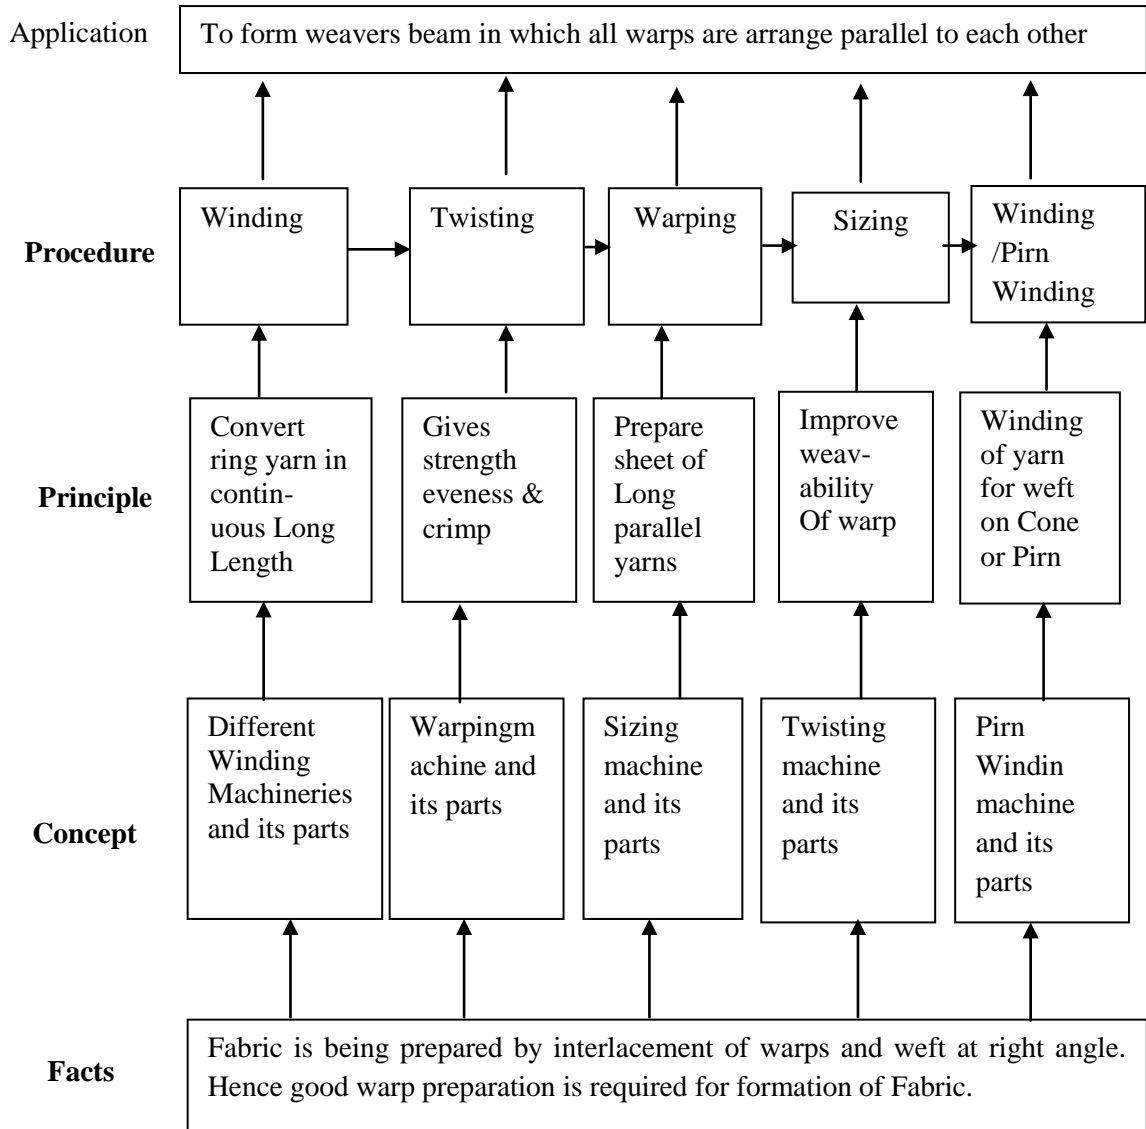 Application
To form weavers beam in which all warps are arrange parallel to each other
Procedure
Winding
Twisting
Warping
Sizing
Winding
/Pirn
Winding
Principle
Convert
ring yarn in
contin-
uous Long
Length
Gives
strength
eveness &
crimp
Prepare
sheet of
Long
parallel
yarns
Improve
weav-
ability
Of warp
Winding
of yarn
for weft
on Cone
or Pirn
Concept
Different
Winding
Machineries
and its parts
Warpingm
achine and
its parts
Sizing
machine
and its
parts
Twisting
machine
and its
parts
Pirn
Windin
machine
and its
parts
Facts
Fabric is being prepared by interlacement of warps and weft at right angle.
Hence good warp preparation is required for formation of Fabric.